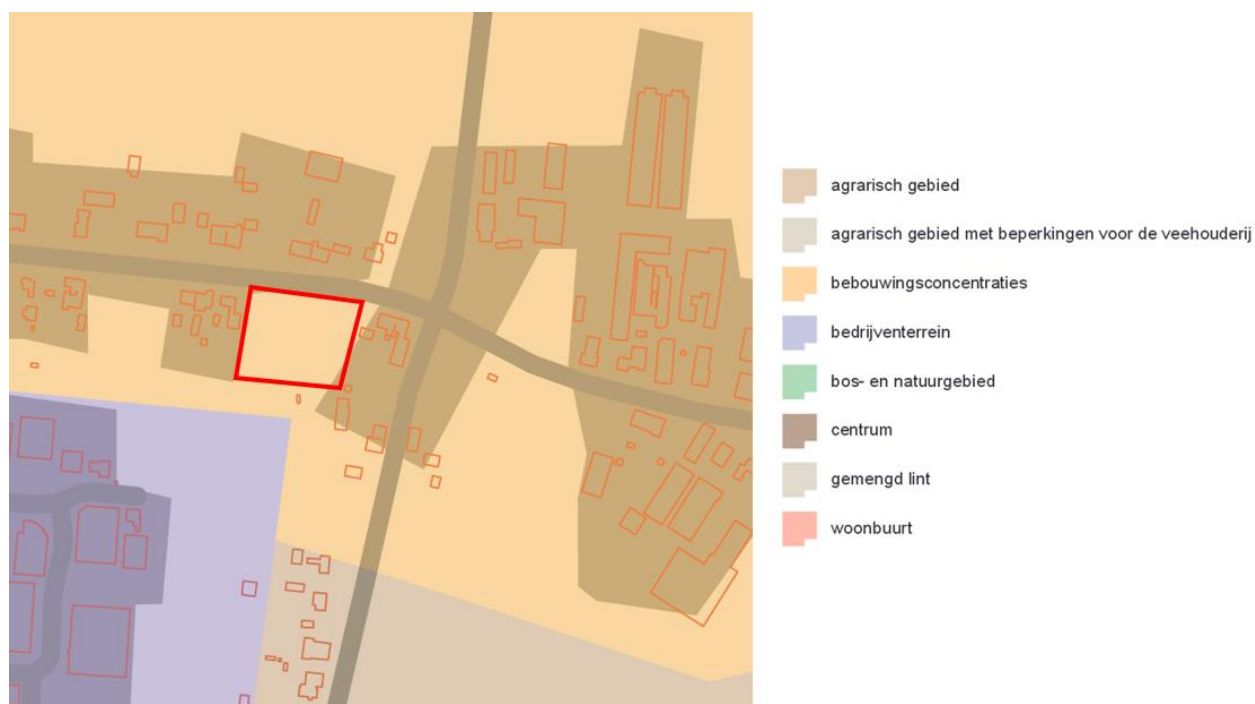 agrarisch gebied
agrarisch gebied met beperkingen voor de veehouderij
bebouwingsconcentraties
bedrijventerrein
bos- en natuurgebied
centrum
gemengd lint
woonbuurt